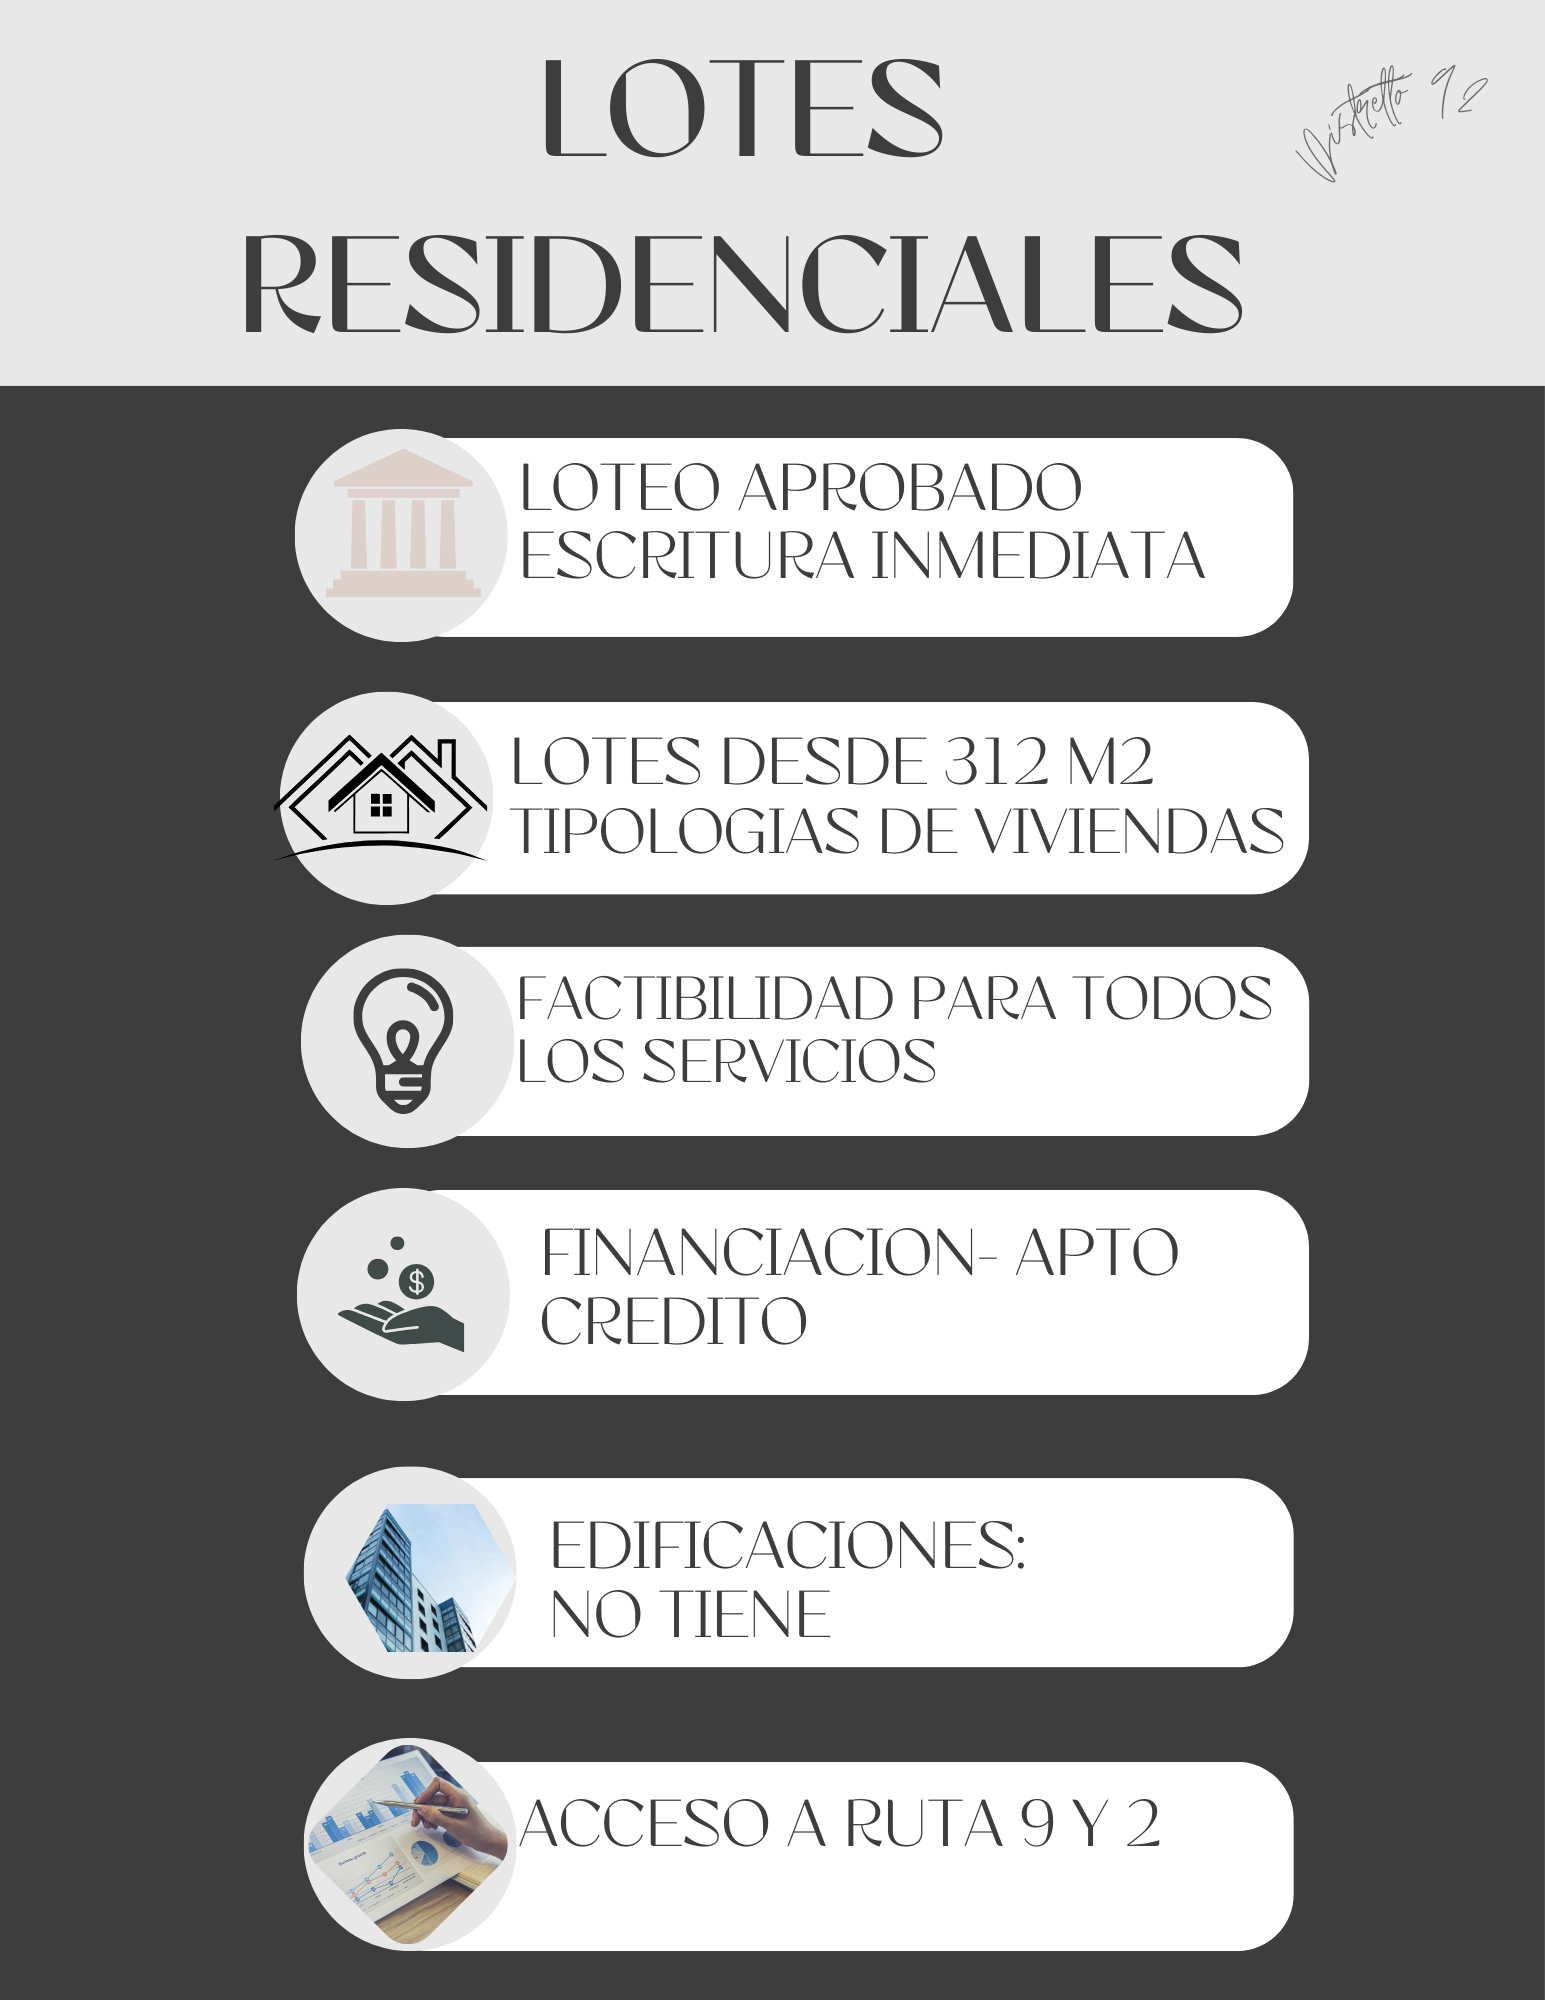 LOTES
Distretto 92
RESIDENCIALES
LOTEO APROBADO
ESCRITURA INMEDIATA
LOTES DESDE 312 M2
TIPOLOGIAS DE VIVIENDAS
FACTIBILIDAD PARA TODOS
LOS SERVICIOS
$
FINANCIACION- APTO
CREDITO
EDIFICACIONES:
NO TIENE
ACCESO A RUTA 9 Y 2